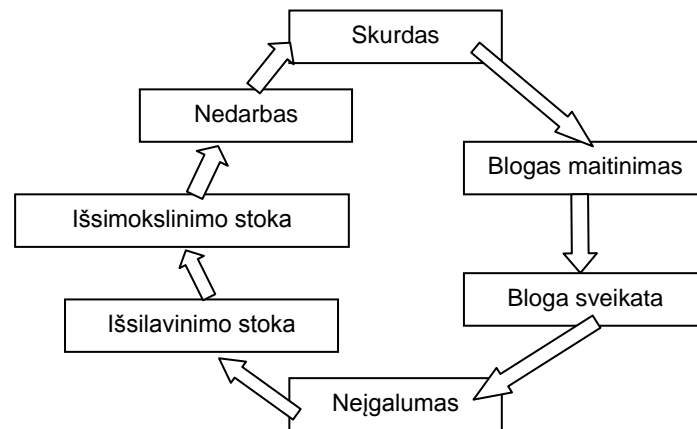 Skurdas
Nedarbas
Blogas maitinimas
Išsimokslinimo stoka
Bloga sveikata
Išsilavinimo stoka
Neįgalumas